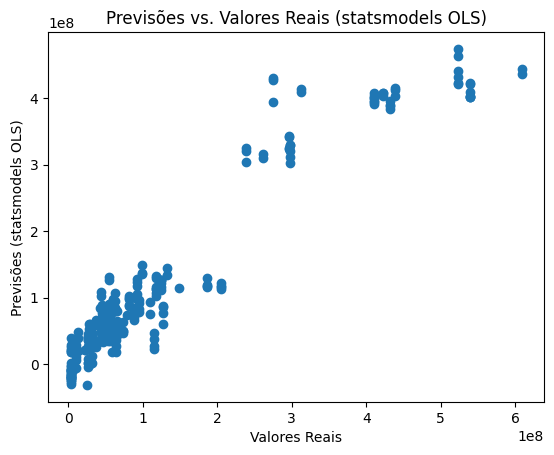 Previsões vs. Valores Reais (statsmodels OLS)
1e8
4
3
2
1
0
Previsões (statsmodels OLS)
0 1 2 3 4 5 6
1e8
Valores Reais